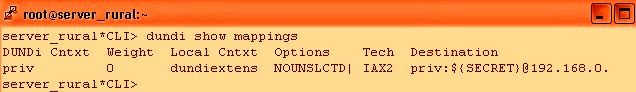 root@server_rural:~
server_rural*CLI> dundi show mappings
DUNDi Cntxt  Weight  Local Cntxt  Options  Tech  Destination
priv  0  dundiextens  NOUNSLCTD|  IAX2  priv:${SECRET}@192.168.0.
server_rural*CLI>